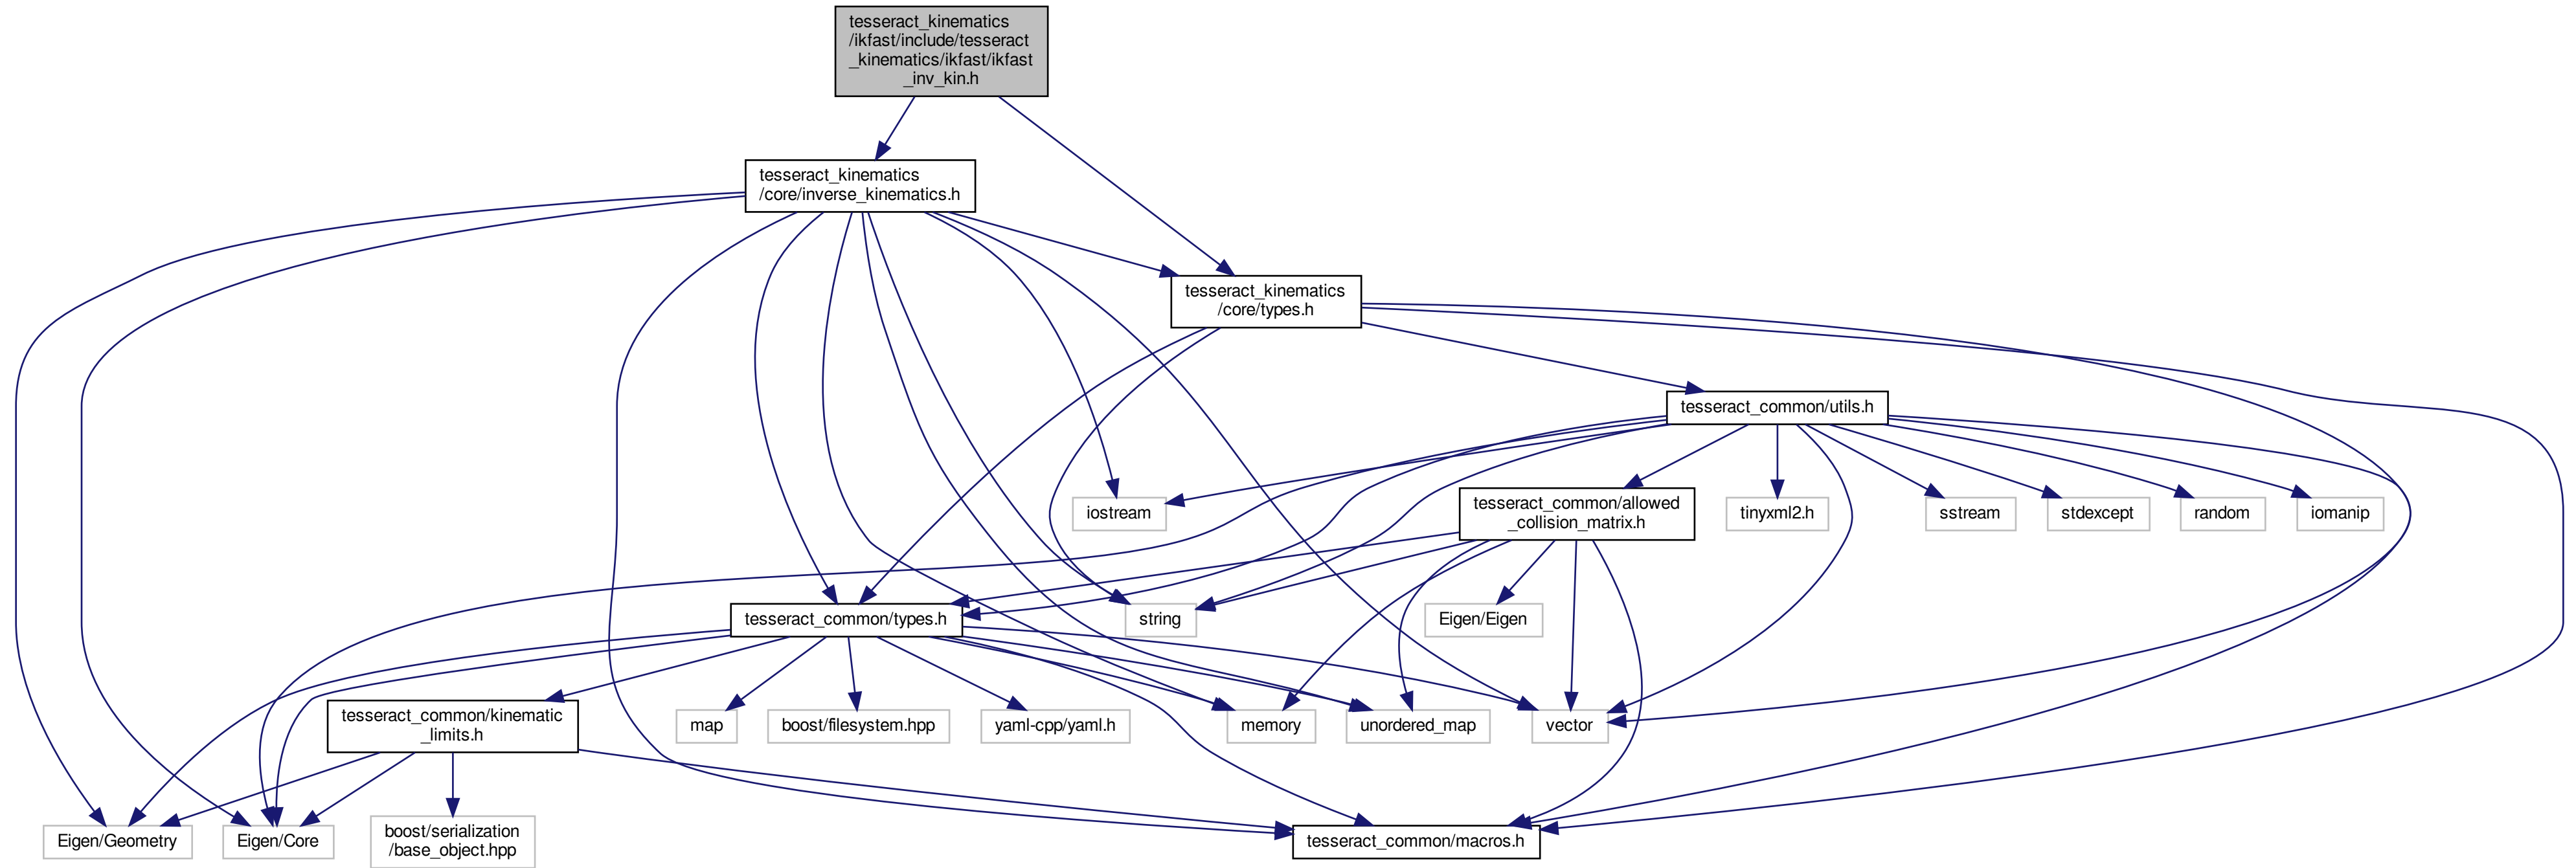 tesseract_kinematics
/ikfast/include/tesseract
_kinematics/ikfast/ikfast
_inv_kin.h
tesseract_kinematics
/core/inverse_kinematics.h
tesseract_kinematics
/core/types.h
tesseract_common/utils.h
iostream
tesseract_common/allowed
_collision_matrix.h
tinyxml2.h
sstream
stdexcept
random
iomanip
tesseract_common/types.h
string
Eigen/Eigen
tesseract_common/kinematic
_limits.h
map
boost/filesystem.hpp
yaml-cpp/yaml.h
memory
unordered_map
vector
Eigen/Geometry
Eigen/Core
boost/serialization
/base_object.hpp
tesseract_common/macros.h